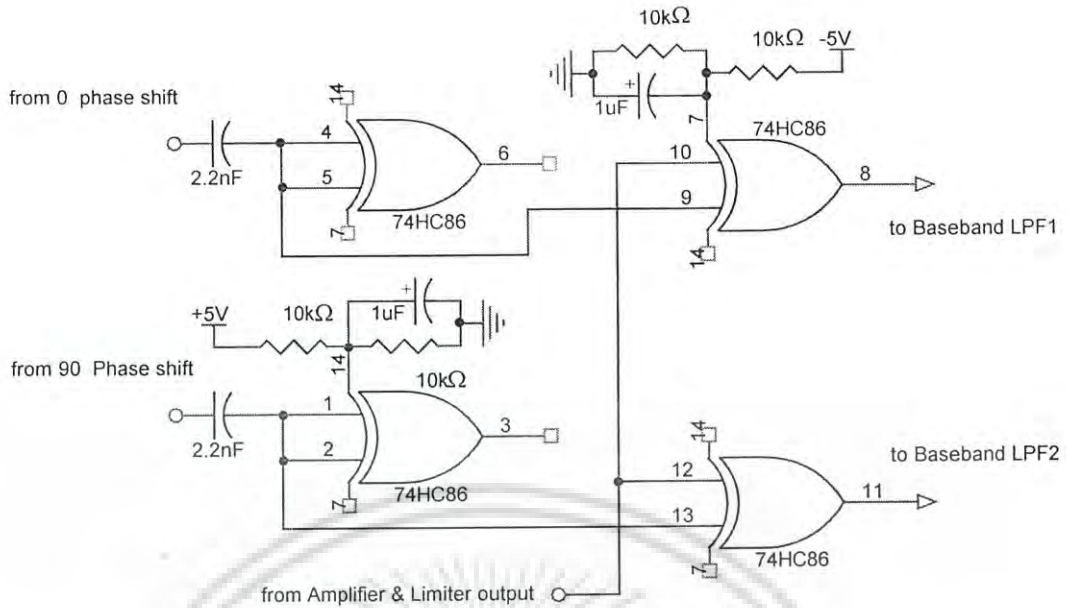 10kΩ
10kΩ
-5V
1uF
+
7
from 0 phase shift
14
4
5
6
2.2nF
7
74HC86
74HC86
10
9
8
14
to Baseband LPF1
+5V
10kΩ
+
1uF
14
10kΩ
from 90 Phase shift
1
2
3
2.2nF
7
74HC86
14
12
13
11
7
74HC86
to Baseband LPF2
from Amplifier & Limiter output